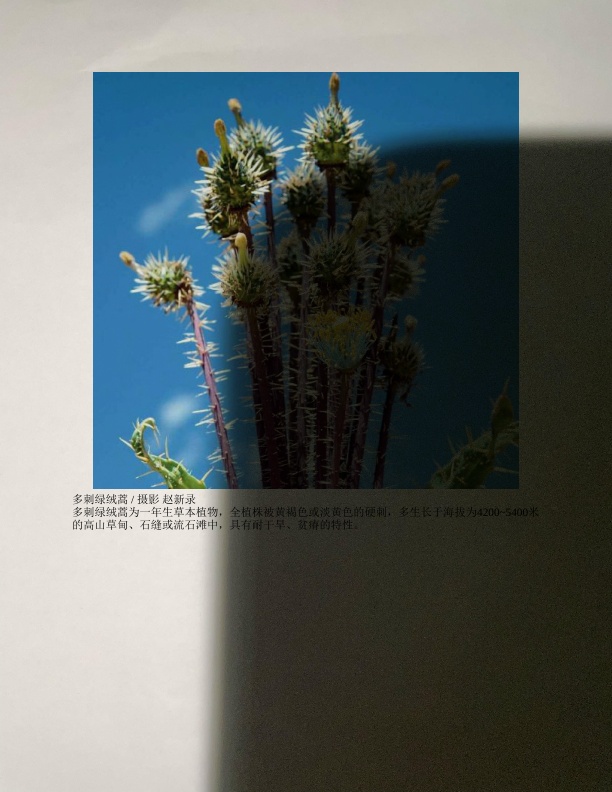 多刺绿绒蒿 / 摄影 赵新录
多刺绿绒蒿为一年生草本植物，全植株被黄褐色或淡黄色的硬刺，多生长于海拔为4200~5400米
的高山草甸、石缝或流石滩中，具有耐干旱、贫瘠的特性。